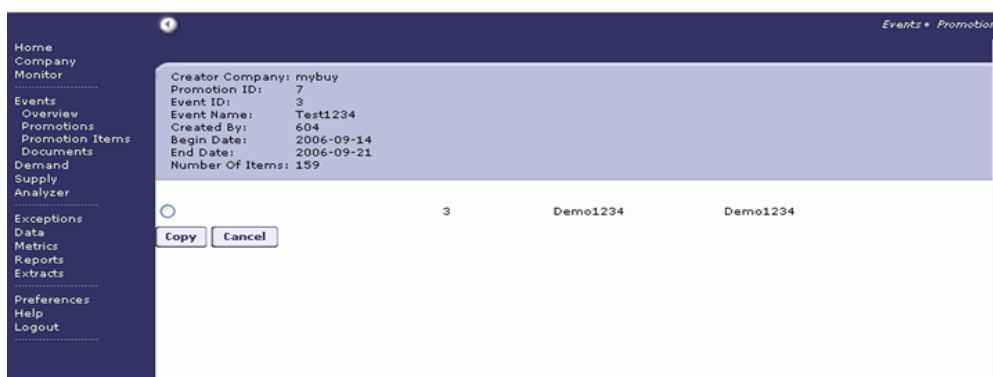 Events • Promotion
Home
Company
Monitor
Events
Overview
Promotions
Promotion Items
Documents
Demand
Supply
Analyzer
Exceptions
Data
Metrics
Reports
Extracts
Preferences
Help
Logout
Creator Company: mybuy
Promotion ID: 7
Event ID: 3
Event Name: Test1234
Created By: 604
Begin Date: 2006-09-14
End Date: 2006-09-21
Number Of Items: 159
3 Demo1234 Demo1234
Copy Cancel